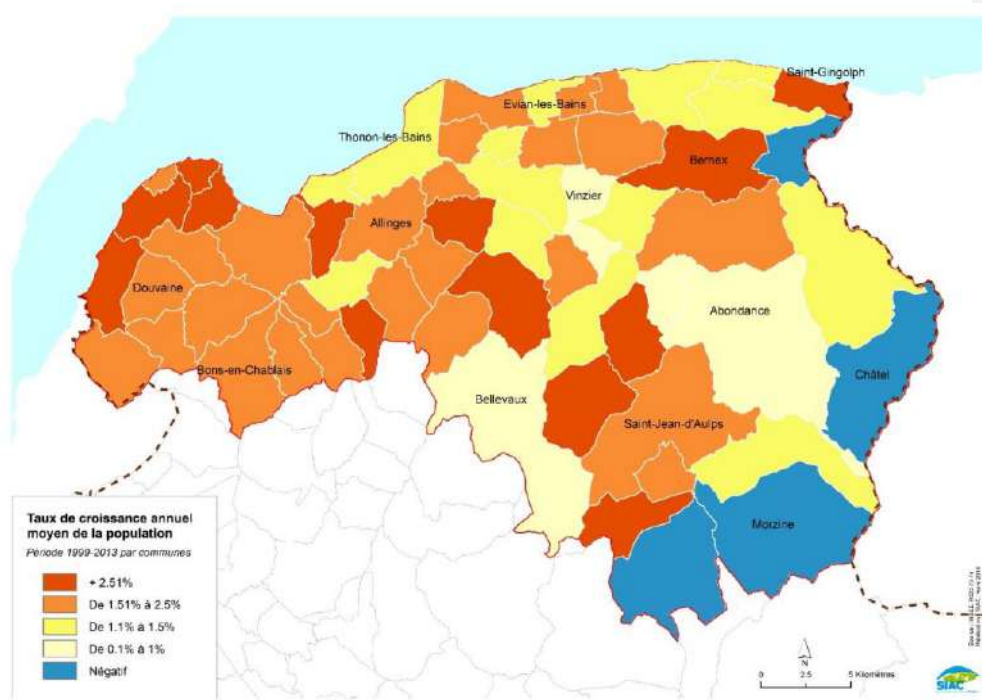 Saint-Gingolph
Evian-les-Bains
Thonon-les-Bains
Bernex
Vinzier
Allinges
Douvaine
Abondance
Bons-en-Chablais
Châtel
Bellevaux
Saint-Jean-d'Aulps
Morzine
Taux de croissance annuel
moyen de la population
Période 1999-2013 par communes
+ 2.51%
De 1.51% à 2.5%
De 1.1% à 1.5%
De 0.1% à 1%
Négatif
N
0 2.5 5 Kilomètres
SIAC